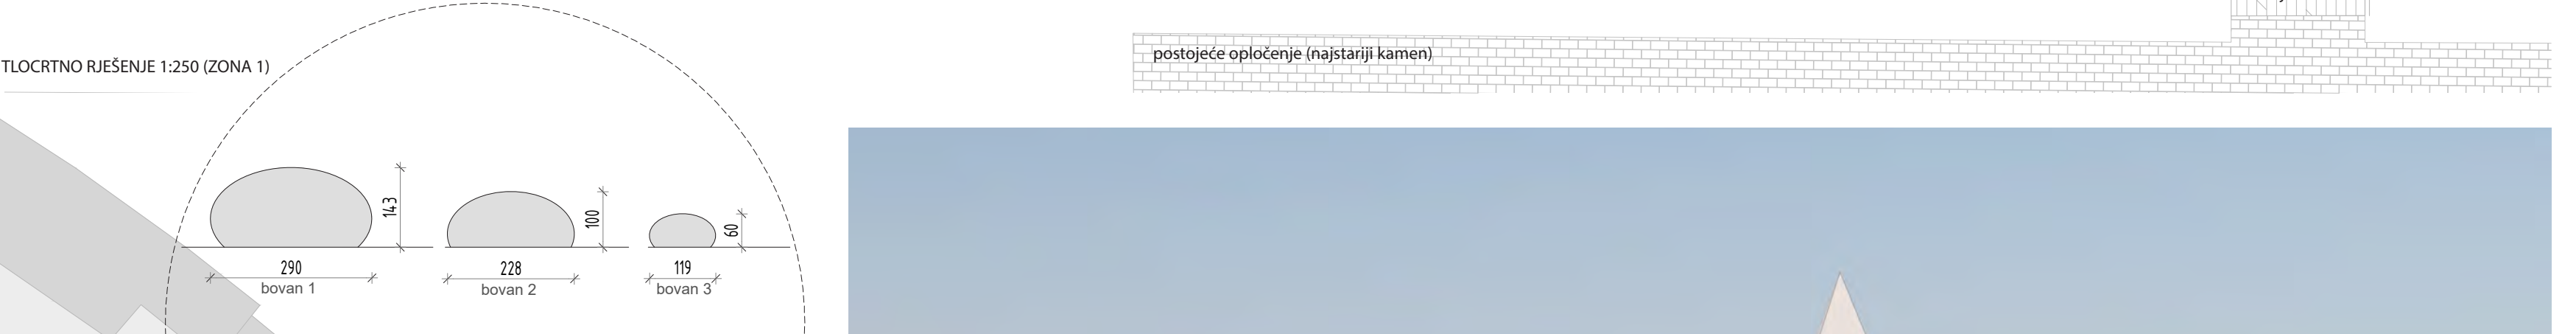 TLOCRTNO RJEŠENJE 1:250 (ZONA 1)
postojeće opločenje (najstariji kamen)
143
100
60
290
228
119
bovan 1
bovan 2
bovan 3